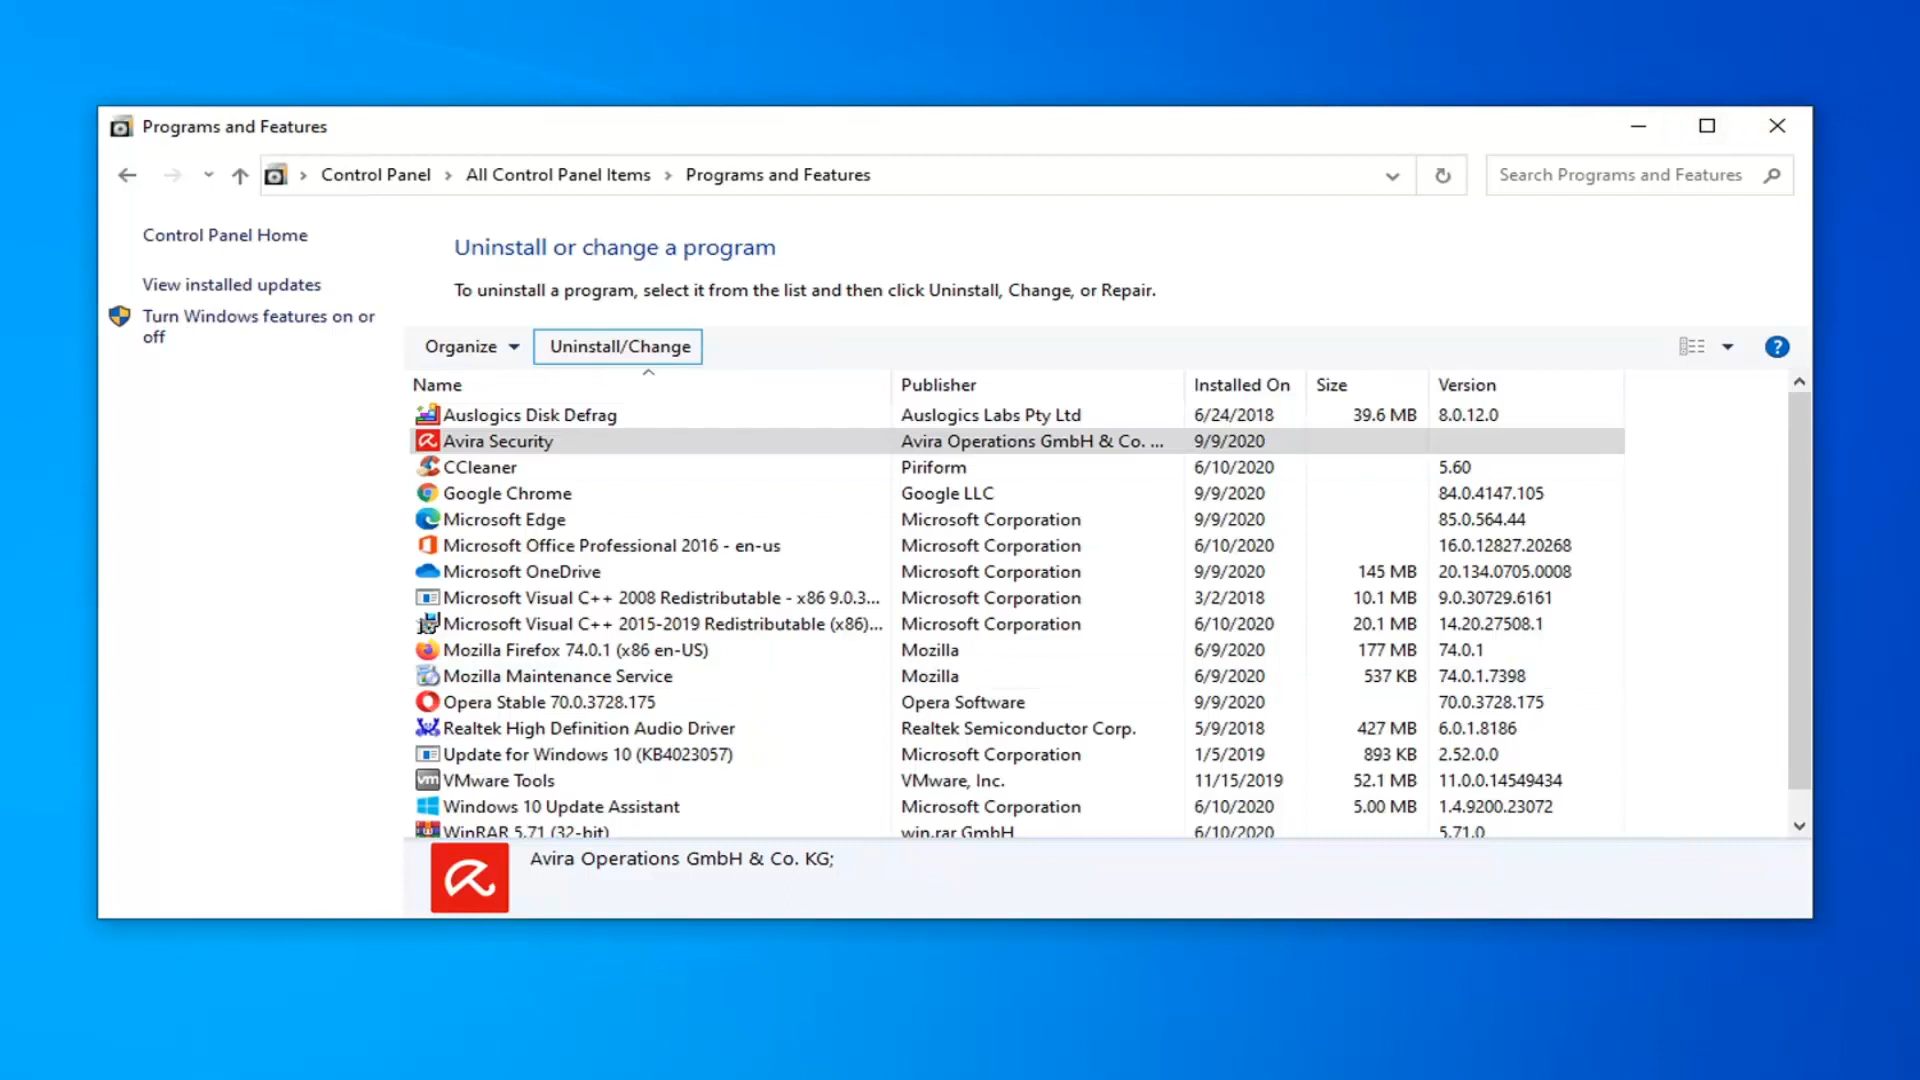 Programs and Features
Control Panel > All Control Panel Items > Programs and Features
Search Programs and Features
Control Panel Home
View installed updates
Turn Windows features on or
off
Uninstall or change a program
To uninstall a program, select it from the list and then click Uninstall, Change, or Repair.
Organize Uninstall/Change ?
Name Publisher Installed On Size Version
Auslogics Disk Defrag Auslogics Labs Pty Ltd 6/24/2018 39.6 MB 8.0.12.0
Avira Security Avira Operations GmbH & Co. ... 9/9/2020
CCleaner Piriform 6/10/2020 5.60
Google Chrome Google LLC 9/9/2020 84.0.4147.105
Microsoft Edge Microsoft Corporation 9/9/2020 85.0.564.44
Microsoft Office Professional 2016 - en-us Microsoft Corporation 6/10/2020 16.0.12827.20268
Microsoft OneDrive Microsoft Corporation 9/9/2020 145 MB 20.134.0705.0008
Microsoft Visual C++ 2008 Redistributable - x86 9.0.3... Microsoft Corporation 3/2/2018 10.1 MB 9.0.30729.6161
Microsoft Visual C++ 2015-2019 Redistributable (x86)... Microsoft Corporation 6/10/2020 20.1 MB 14.20.27508.1
Mozilla Firefox 74.0.1 (x86 en-US) Mozilla 6/9/2020 177 MB 74.0.1
Mozilla Maintenance Service Mozilla 6/9/2020 537 KB 74.0.1.7398
Opera Stable 70.0.3728.175 Opera Software 9/9/2020 70.0.3728.175
Realtek High Definition Audio Driver Realtek Semiconductor Corp. 5/9/2018 427 MB 6.0.1.8186
Update for Windows 10 (KB4023057) Microsoft Corporation 1/5/2019 893 KB 2.52.0.0
vm VMware Tools VMware, Inc. 11/15/2019 52.1 MB 11.0.0.14549434
Windows 10 Update Assistant Microsoft Corporation 6/10/2020 5.00 MB 1.4.9200.23072
WinRAR 5.71 (32-bit) win.rar GmbH 6/10/2020 5.71.0
Avira Operations GmbH & Co. KG;